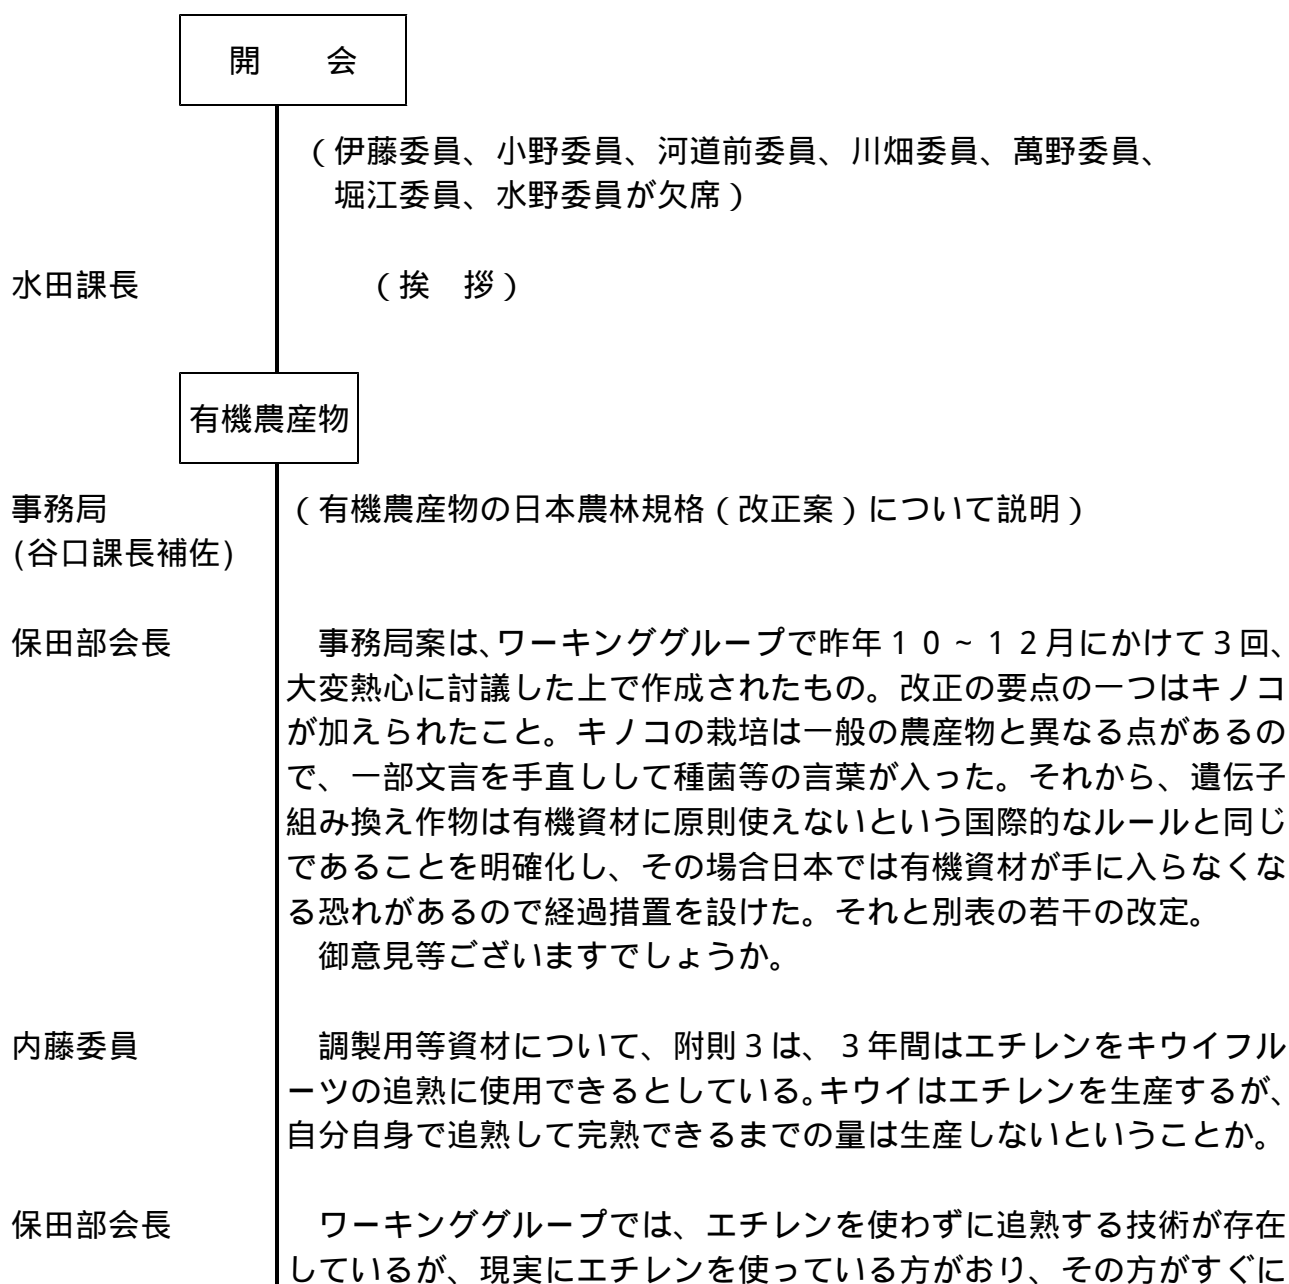 開　　会
（伊藤委員、小野委員、河道前委員、川畑委員、萬野委員、
堀江委員、水野委員が欠席）
水田課長　　　　（挨　拶）
有機農産物
事務局　　　　（有機農産物の日本農林規格（改正案）について説明）
(谷口課長補佐)
保田部会長　　　事務局案は、ワーキンググループで昨年１０～１２月にかけて３回、
大変熱心に討議した上で作成されたもの。改正の要点の一つはキノコ
が加えられたこと。キノコの栽培は一般の農産物と異なる点があるの
で、一部文言を手直しして種菌等の言葉が入った。それから、遺伝子
組み換え作物は有機資材に原則使えないという国際的なルールと同じ
であることを明確化し、その場合日本では有機資材が手に入らなくな
る恐れがあるので経過措置を設けた。それと別表の若干の改定。
御意見等ございますでしょうか。
内藤委員　　　調製用等資材について、附則３は、３年間はエチレンをキウイフル
ーツの追熟に使用できるとしている。キウイはエチレンを生産するが、
自分自身で追熟して完熟できるまでの量は生産しないということか。
保田部会長　　　ワーキンググループでは、エチレンを使わずに追熟する技術が存在
しているが、現実にエチレンを使っている方がおり、その方がすぐに